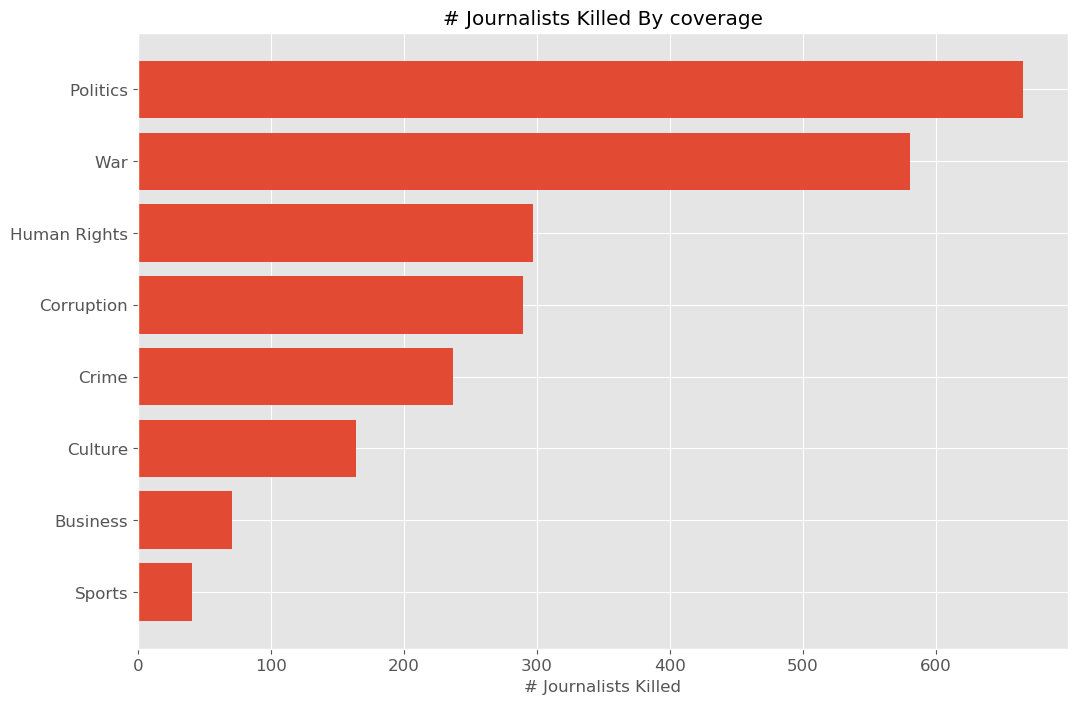 # Journalists Killed By coverage
Politics
War
Human Rights
Corruption
Crime
Culture
Business
Sports
0 100 200 300 400 500 600
# Journalists Killed